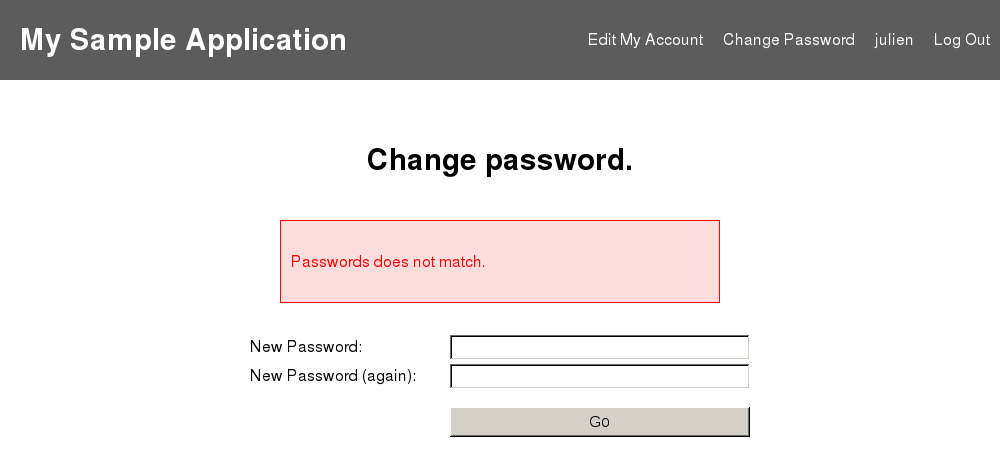 My Sample Application
Edit My Account Change Password julien Log Out
Change password.
Passwords does not match.
New Password:
New Password (again):
Go